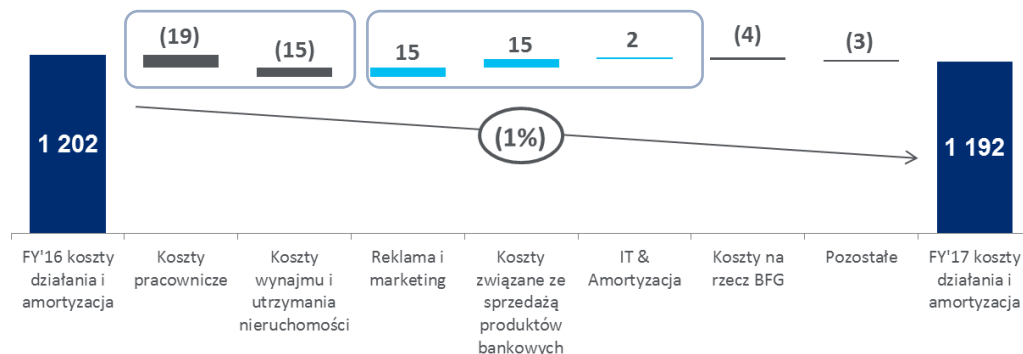 (19)
(15)
15
15
2
(4)
(3)
1 202
(1%)
1 192
FY'16 koszty
działania i
amortyzacja
Koszty
pracownicze
Koszty
wynajmu i
utrzymania
nieruchomości
Reklama i
marketing
Koszty
związane ze
sprzedażą
produktów
bankowych
IT &
Amortyzacja
Koszty na
rzecz BFG
Pozostałe
FY'17 koszty
działania i
amortyzacja